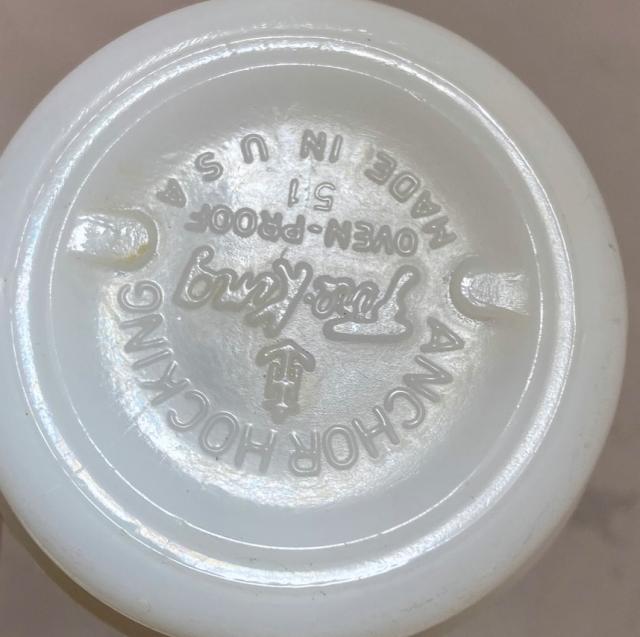 ANCHOR HOCKING
Fire-King
OVEN-PROOF
51
MADE IN U S A